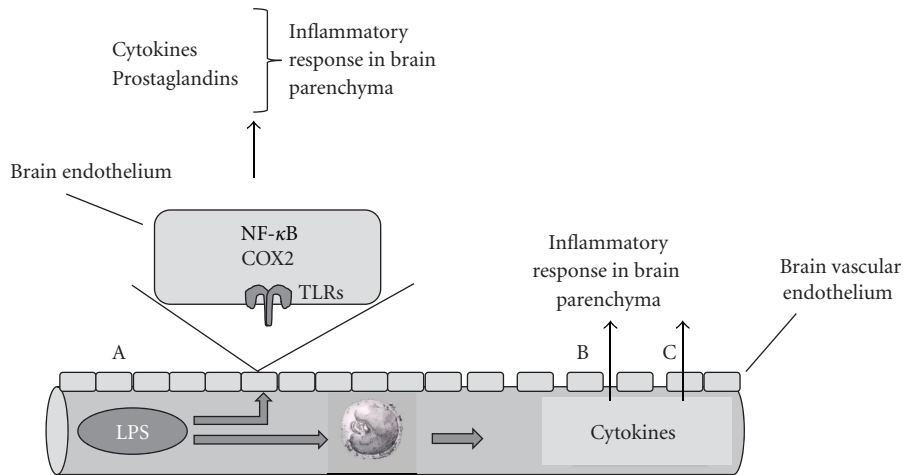 Cytokines
Prostaglandins
Inflammatory
response in brain
parenchyma
Brain endothelium
NF-κB
COX2
TLRs
Inflammatory
response in brain
parenchyma
Brain vascular
endothelium
A
B
C
LPS
Cytokines